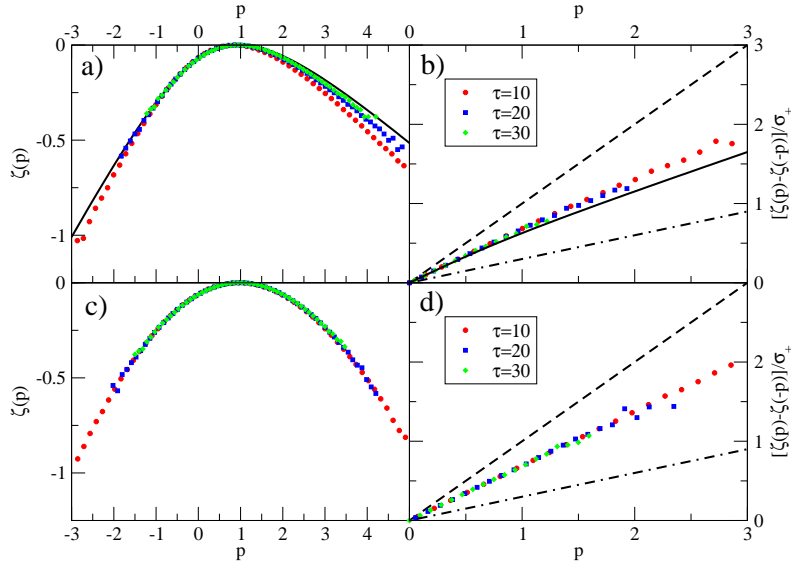 p p
-3 -2 -1 0 1 2 3 4 5 0 1 2 3
0 3
a) b)
τ=10
τ=20
τ=30
-0.5 2
ζ(p) [ζ(p)-ζ(-p)]/σ+
-1 1
0 0
c) d)
τ=10
τ=20
τ=30
-0.5 2
ζ(p) [ζ(p)-ζ(-p)]/σ+
-1 1
0
-3 -2 -1 0 1 2 3 4 0 1 2 3
p p